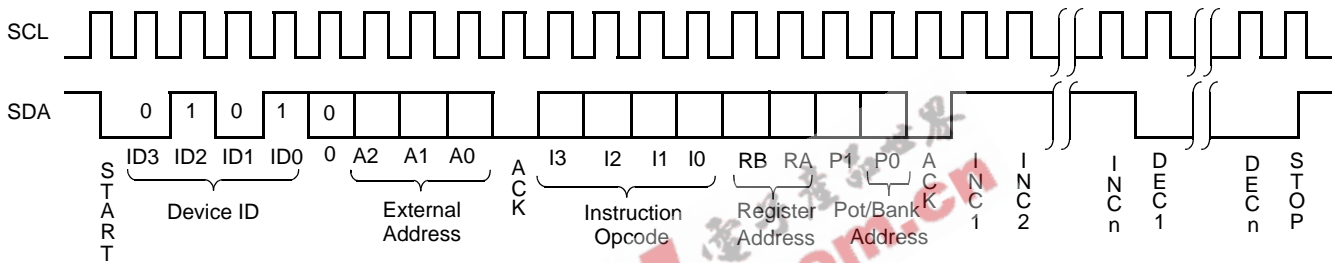 SCL
SDA
0 1 0 1 0
ID3 ID2 ID1 ID0 0 A2 A1 A0 I3 I2 I1 I0 RB RA P1 P0
START
ACK
ACK
INC1
INC2
INCn
DEC1
DECn
STOP
Device ID
External
Address
Instruction
Opcode
Register
Address
Pot/Bank
Address